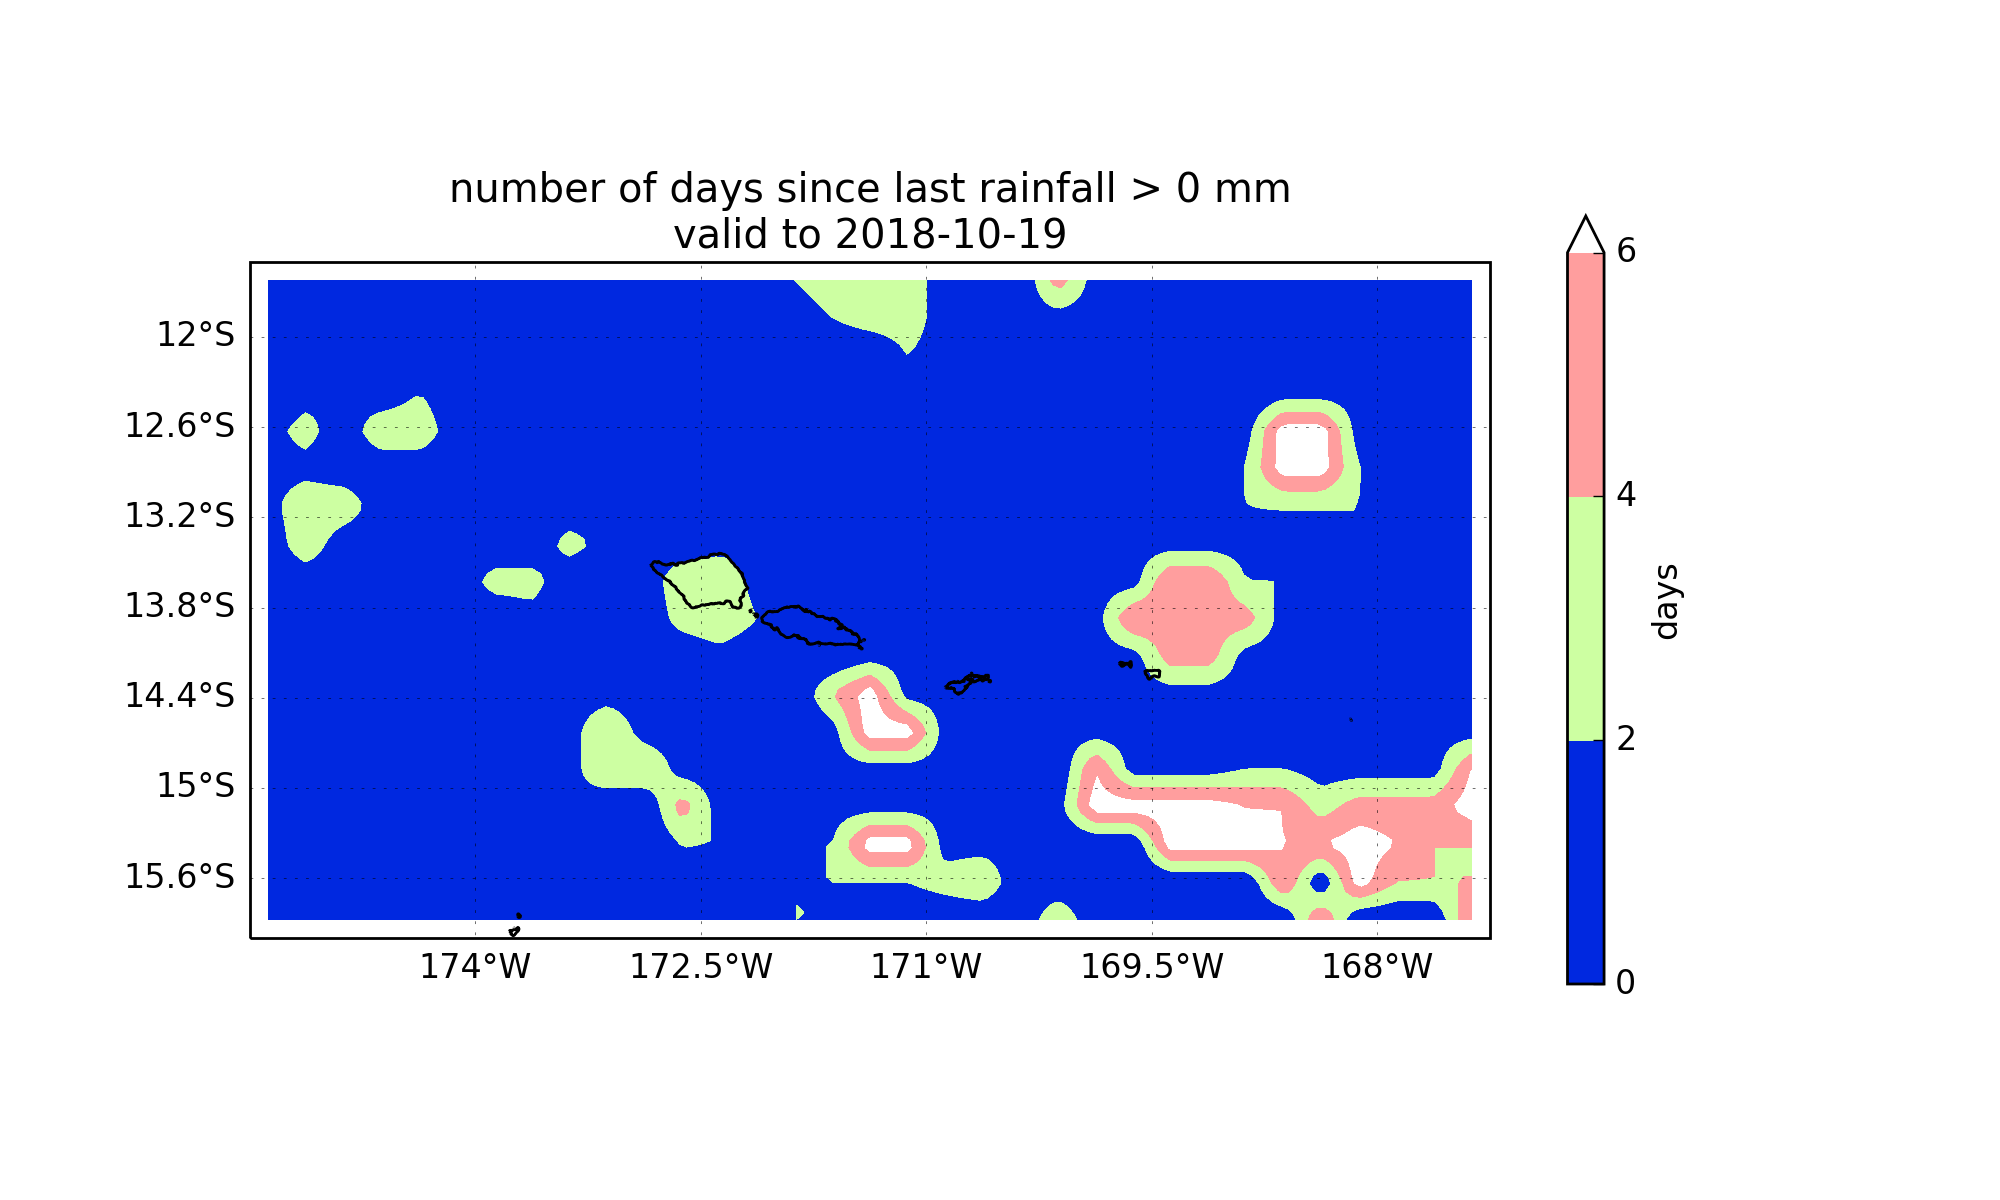 number of days since last rainfall > 0 mm
valid to 2018-10-19
12°S
12.6°S
13.2°S
13.8°S
14.4°S
15°S
15.6°S
174°W
172.5°W
171°W
169.5°W
168°W
6
4
2
0
days